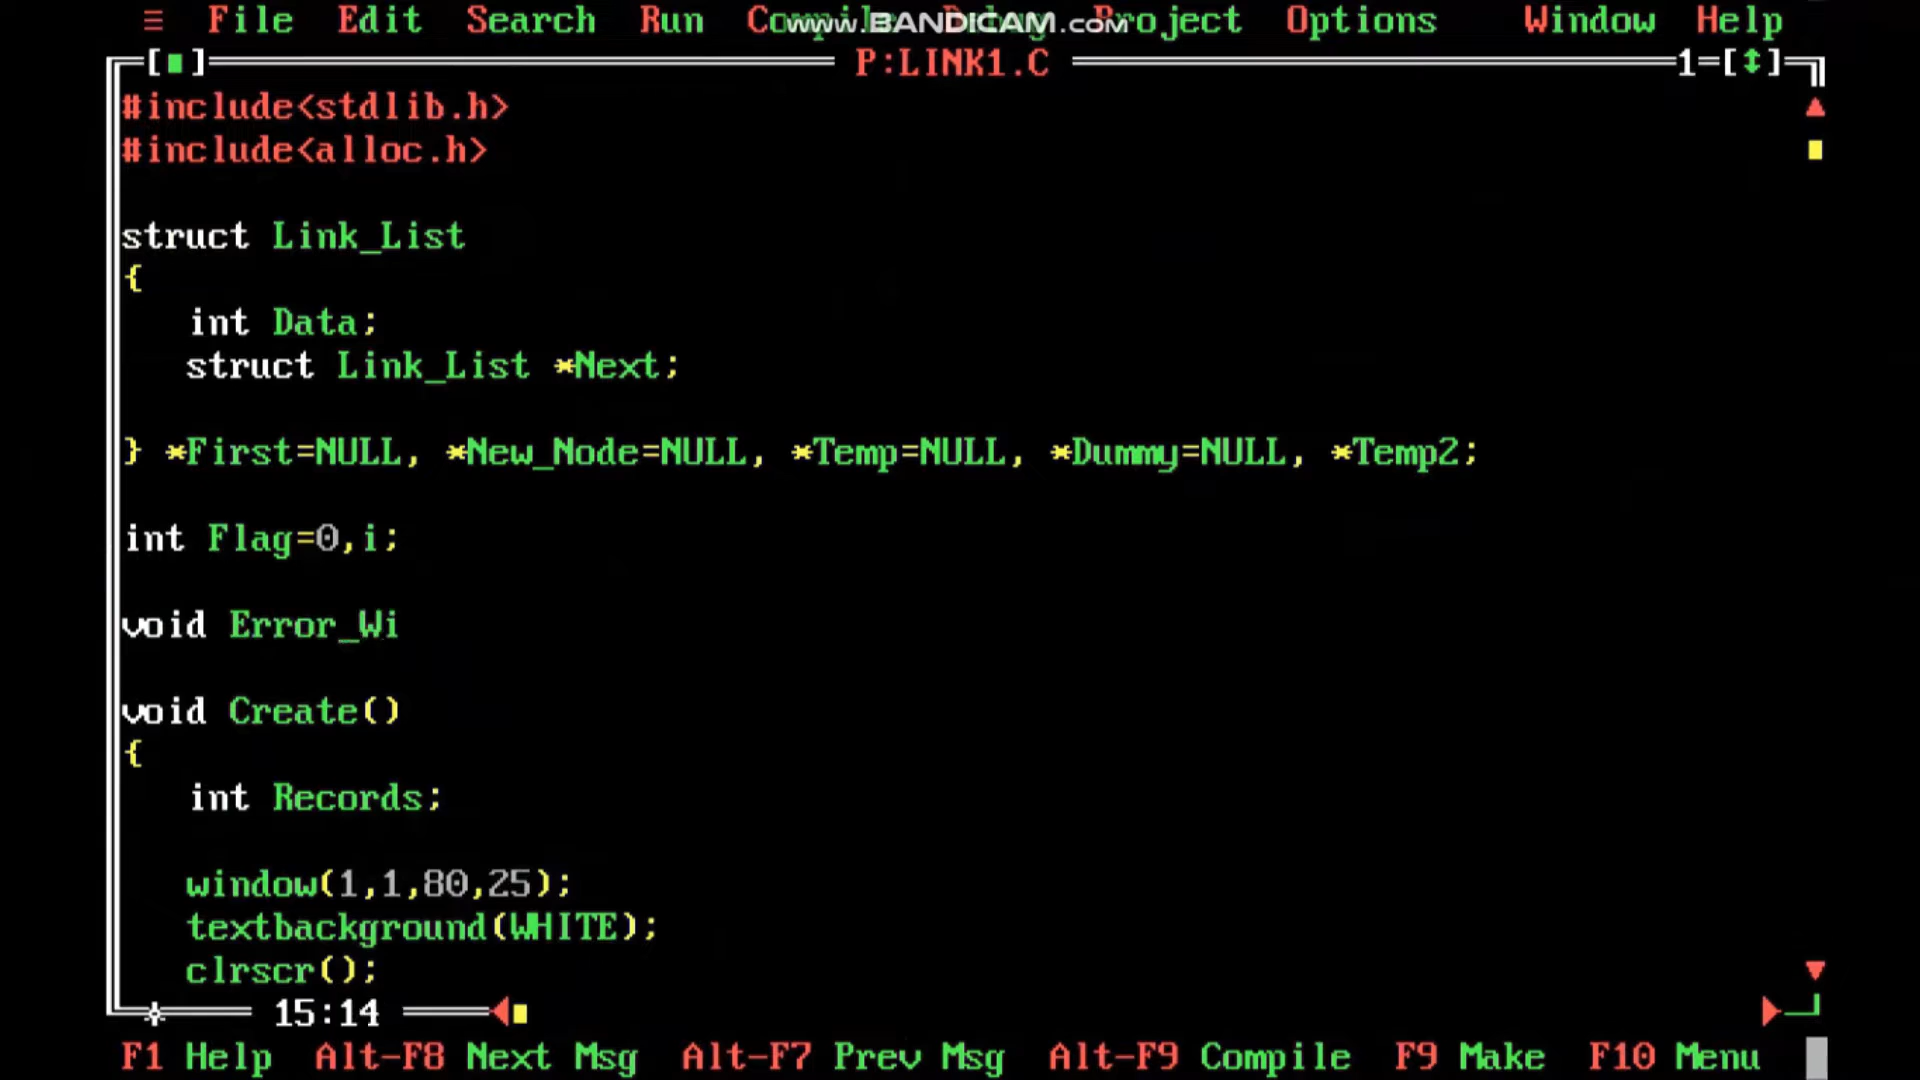 ≡ File Edit Search Run Compile Debug Project Options Window Help
www.BANDICAM.com
[■] P:LINK1.C 1=[↕]
#include<stdlib.h>
#include<alloc.h>
struct Link_List
{
int Data;
struct Link_List *Next;
} *First=NULL, *New_Node=NULL, *Temp=NULL, *Dummy=NULL, *Temp2;
int Flag=0,i;
void Error_Wi
void Create()
{
int Records;
window(1,1,80,25);
textbackground(WHITE);
clrscr();
15:14
F1 Help Alt-F8 Next Msg Alt-F7 Prev Msg Alt-F9 Compile F9 Make F10 Menu